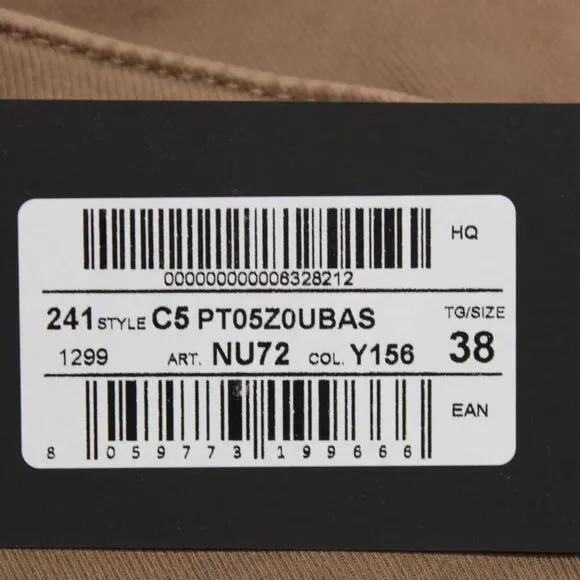 HQ
000000000006328212
241 STYLE C5 PT05Z0UBAS TG/SIZE
1299 ART. NU72 COL. Y156 38
EAN
8 059773 199666